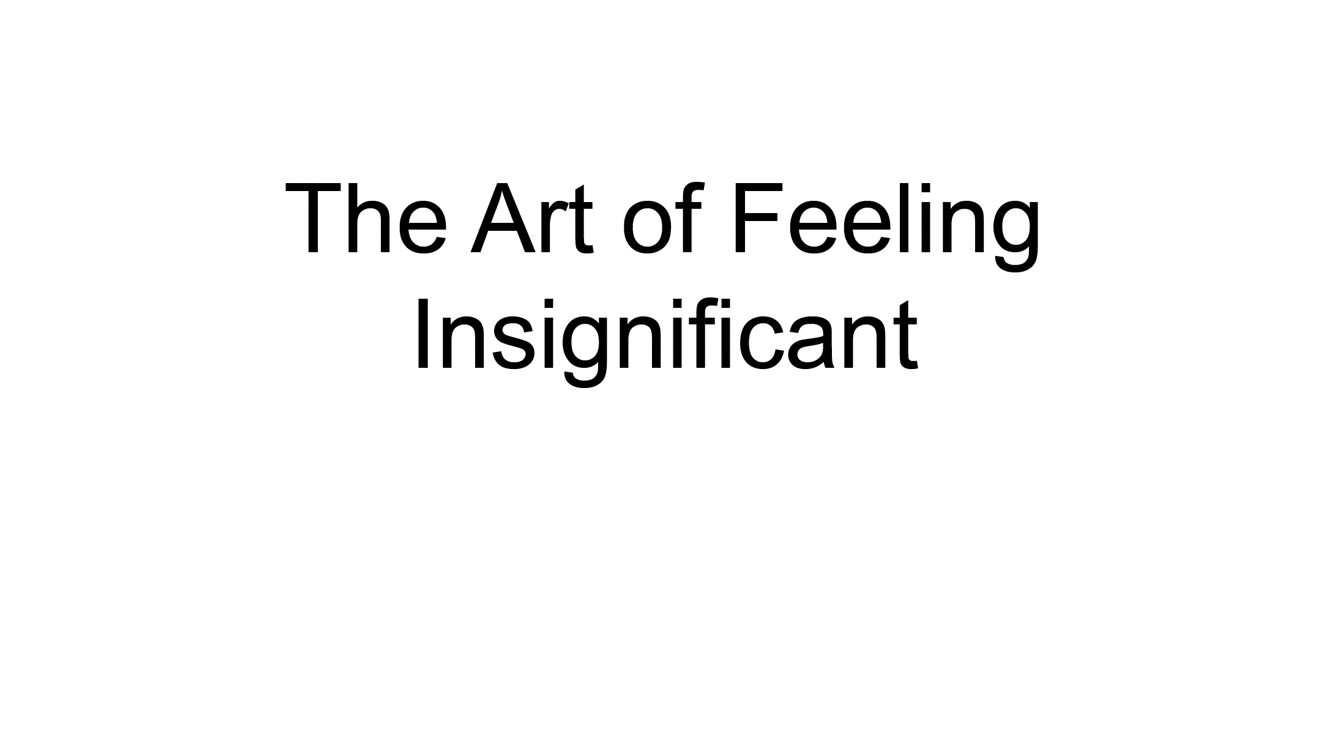 The Art of Feeling
Insignificant